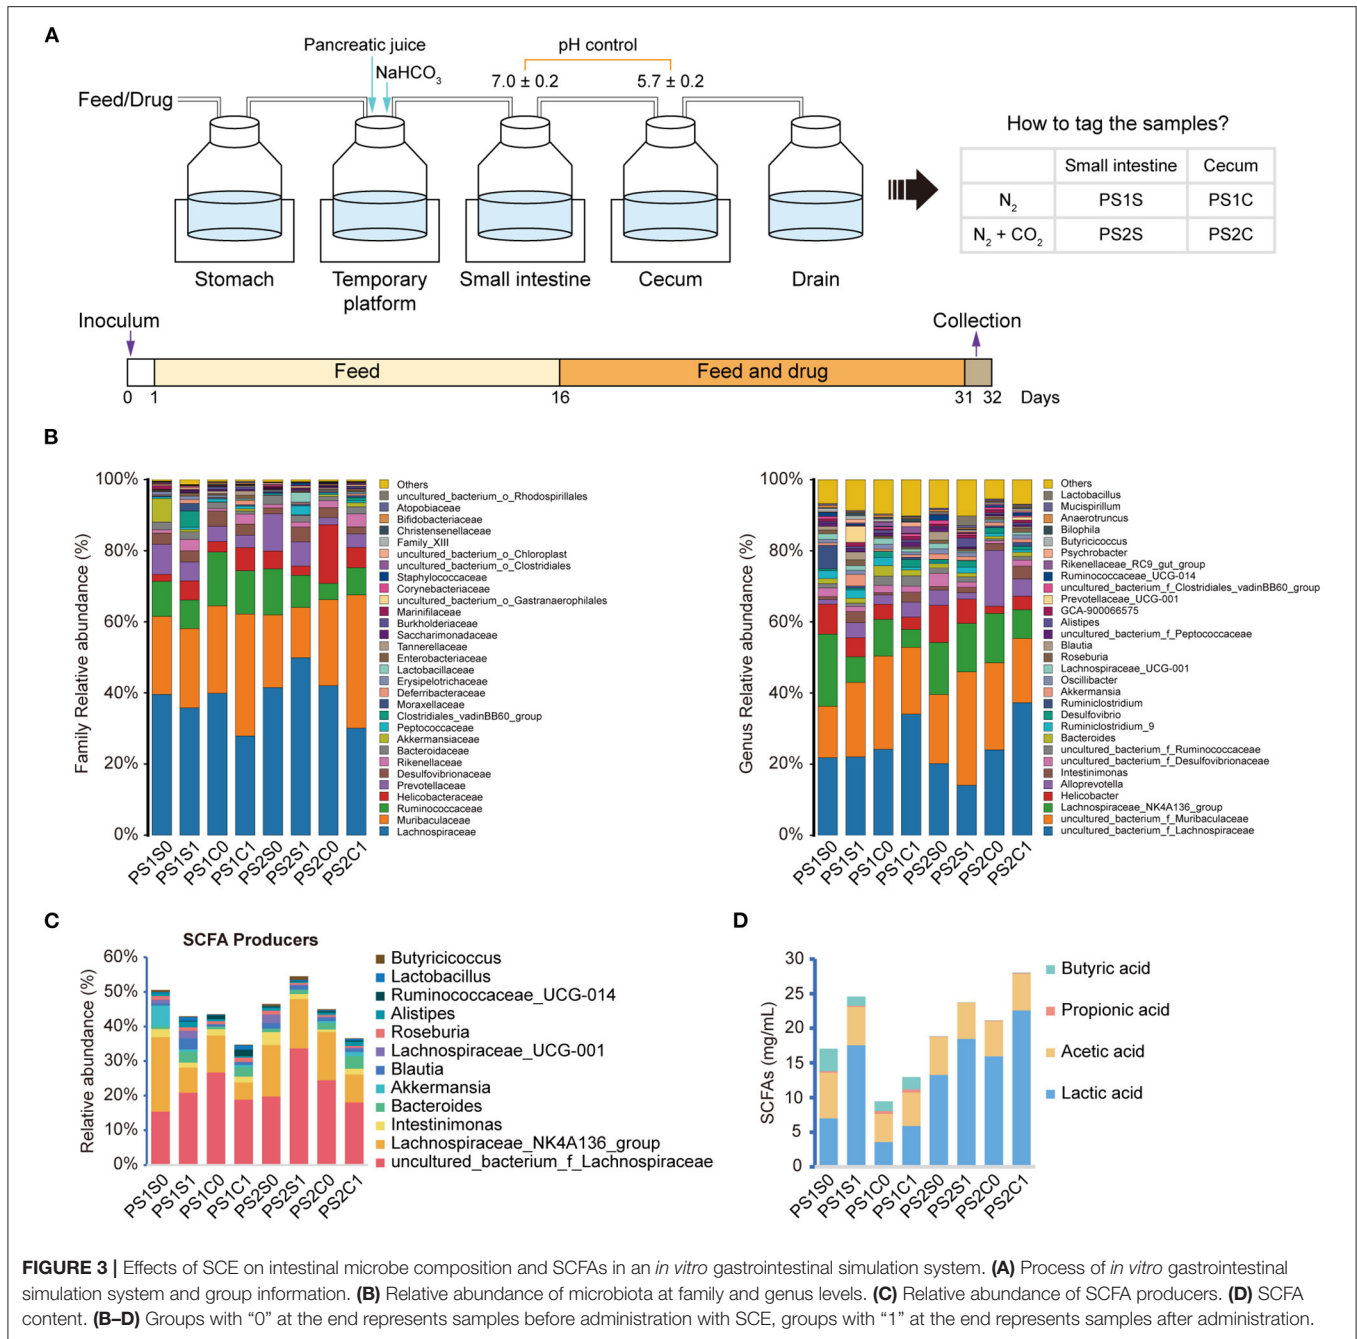 A
Pancreatic juice
NaHCO3
pH control
7.0 ± 0.2
5.7 ± 0.2
Feed/Drug
Stomach
Temporary
platform
Small intestine
Cecum
Drain
How to tag the samples?
Small intestine Cecum
N2 PS1S PS1C
N2 + CO2 PS2S PS2C
Inoculum
Collection
Feed
Feed and drug
0 1 16 31 32 Days
B
Family Relative abundance (%)
100%
80%
60%
40%
20%
0%
PS1S0 PS1S1 PS1C0 PS1C1 PS2S0 PS2S1 PS2C0 PS2C1
Others
uncultured_bacterium_o_Rhodospirillales
Atopobiaceae
Bifidobacteriaceae
Christensenellaceae
Family_XIII
uncultured_bacterium_o_Chloroplast
uncultured_bacterium_o_Clostridiales
Staphylococcaceae
Corynebacteriaceae
uncultured_bacterium_o_Gastranaerophilales
Marinifilaceae
Burkholderiaceae
Saccharimonadaceae
Tannerellaceae
Enterobacteriaceae
Lactobacillaceae
Erysipelotrichaceae
Deferribacteraceae
Moraxellaceae
Clostridiales_vadinBB60_group
Peptococcaceae
Akkermansiaceae
Bacteroidaceae
Rikenellaceae
Desulfovibrionaceae
Prevotellaceae
Helicobacteraceae
Ruminococcaceae
Muribaculaceae
Lachnospiraceae
Genus Relative abundance (%)
100%
80%
60%
40%
20%
0%
PS1S0 PS1S1 PS1C0 PS1C1 PS2S0 PS2S1 PS2C0 PS2C1
Others
Lactobacillus
Mucispirillum
Anaerotruncus
Bilophila
Butyricicoccus
Psychrobacter
Rikenellaceae_RC9_gut_group
Ruminococcaceae_UCG-014
uncultured_bacterium_f_Clostridiales_vadinBB60_group
Prevotellaceae_UCG-001
GCA-900066575
Alistipes
uncultured_bacterium_f_Peptococcaceae
Blautia
Roseburia
Lachnospiraceae_UCG-001
Oscillibacter
Akkermansia
Ruminiclostridium
Desulfovibrio
Ruminiclostridium_9
Bacteroides
uncultured_bacterium_f_Ruminococcaceae
uncultured_bacterium_f_Desulfovibrionaceae
Intestinimonas
Alloprevotella
Helicobacter
Lachnospiraceae_NK4A136_group
uncultured_bacterium_f_Muribaculaceae
uncultured_bacterium_f_Lachnospiraceae
C
SCFA Producers
Relative abundance (%)
60%
50%
40%
30%
20%
10%
0%
PS1S0 PS1S1 PS1C0 PS1C1 PS2S0 PS2S1 PS2C0 PS2C1
Butyricicoccus
Lactobacillus
Ruminococcaceae_UCG-014
Alistipes
Roseburia
Lachnospiraceae_UCG-001
Blautia
Akkermansia
Bacteroides
Intestinimonas
Lachnospiraceae_NK4A136_group
uncultured_bacterium_f_Lachnospiraceae
D
SCFAs (mg/mL)
30
25
20
15
10
5
0
PS1S0 PS1S1 PS1C0 PS1C1 PS2S0 PS2S1 PS2C0 PS2C1
Butyric acid
Propionic acid
Acetic acid
Lactic acid
FIGURE 3 | Effects of SCE on intestinal microbe composition and SCFAs in an in vitro gastrointestinal simulation system. (A) Process of in vitro gastrointestinal
simulation system and group information. (B) Relative abundance of microbiota at family and genus levels. (C) Relative abundance of SCFA producers. (D) SCFA
content. (B–D) Groups with “0” at the end represents samples before administration with SCE, groups with “1” at the end represents samples after administration.